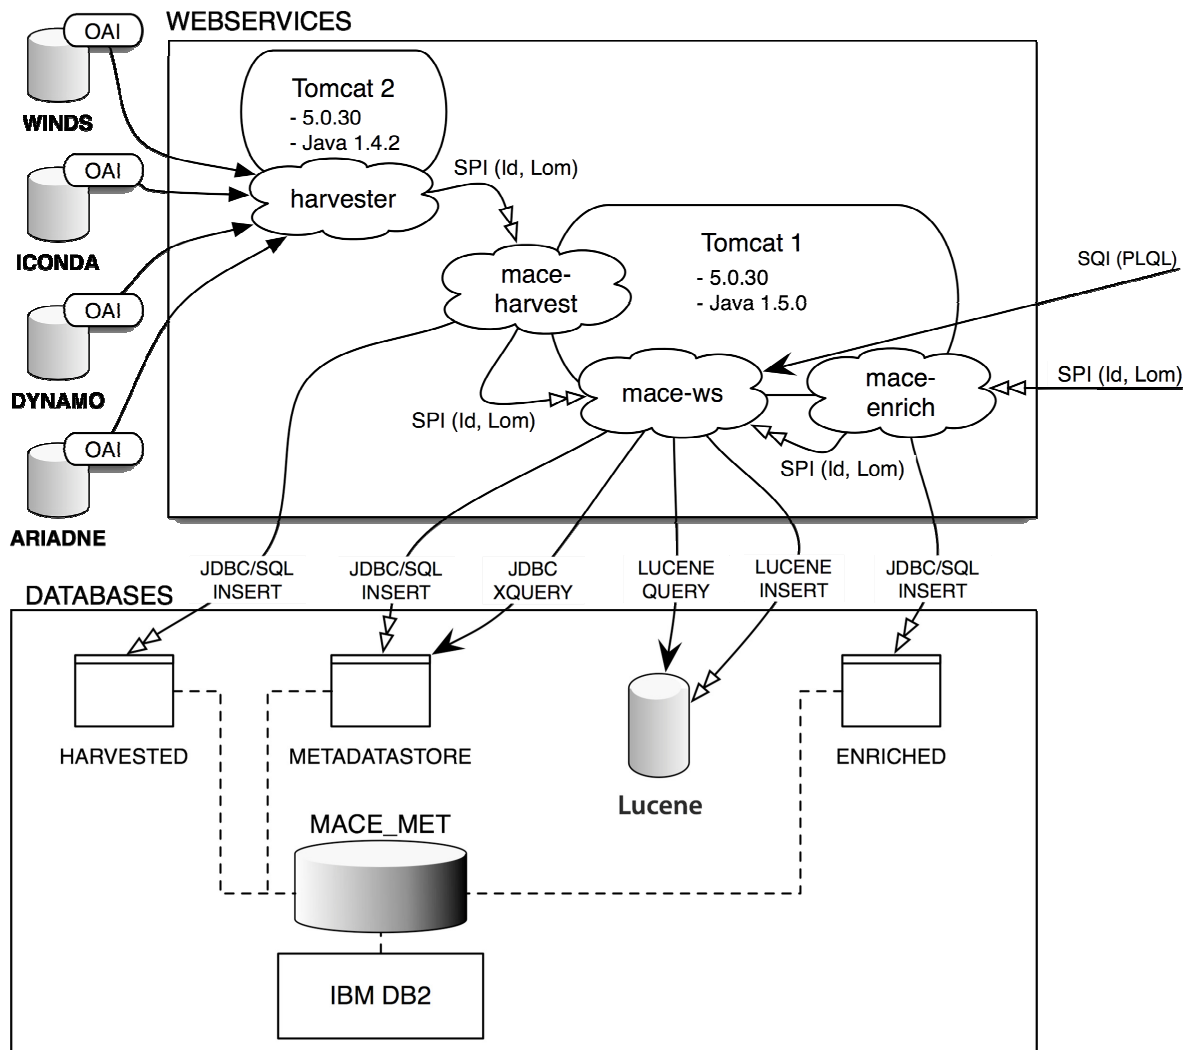 WEBSERVICES
OAI
WINDS
OAI
ICONDA
OAI
DYNAMO
OAI
ARIADNE
Tomcat 2
- 5.0.30
- Java 1.4.2
harvester
SPI (Id, Lom)
mace-
harvest
Tomcat 1
- 5.0.30
- Java 1.5.0
SQI (PLQL)
SPI (Id, Lom)
mace-ws
mace-
enrich
SPI (Id, Lom)
SPI (Id, Lom)
JDBC/SQL
INSERT
JDBC/SQL
INSERT
JDBC
XQUERY
LUCENE
QUERY
LUCENE
INSERT
JDBC/SQL
INSERT
DATABASES
HARVESTED
METADATASTORE
Lucene
ENRICHED
MACE_MET
IBM DB2